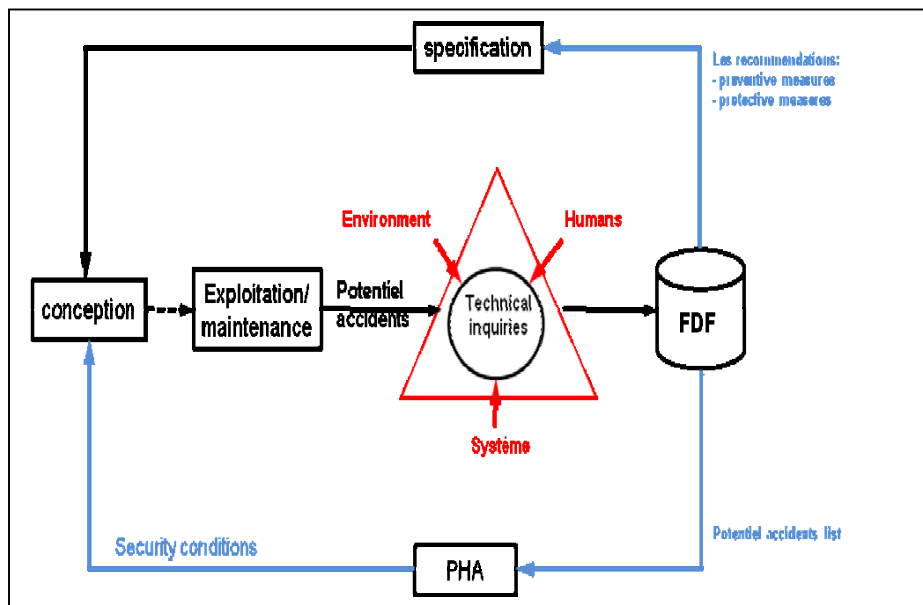 specification
Les recommendations:
- preventive measures
- protective measures
Environment
Humans
conception
Exploitation/
maintenance
Potentiel
accidents
Technical
inquiries
FDF
Système
Security conditions
PHA
Potentiel accidents list